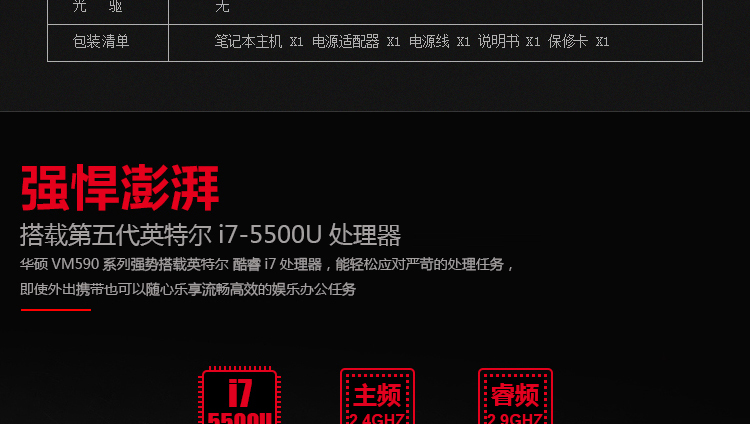 光 驱 无
包装清单 笔记本主机 X1 电源适配器 X1 电源线 X1 说明书 X1 保修卡 X1
强悍澎湃
搭载第五代英特尔 i7-5500U 处理器
华硕 VM590 系列强势搭载英特尔 酷睿 i7 处理器，能轻松应对严苛的处理任务，
即使外出携带也可以随心乐享流畅高效的娱乐办公任务
i7 主频 睿频
5500U 2.4GHZ 2.9GHZ